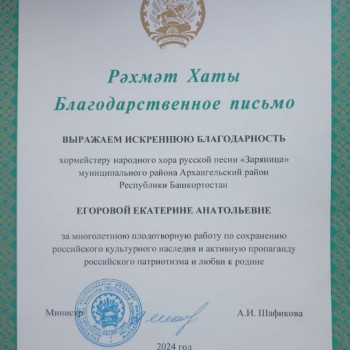 Рәхмәт Хаты
Благодарственное письмо
ВЫРАЖАЕМ ИСКРЕННЮЮ БЛАГОДАРНОСТЬ
хормейстеру народного хора русской песни «Заряница»
муниципального района Архангельский район
Республики Башкортостан
ЕГОРОВОЙ ЕКАТЕРИНЕ АНАТОЛЬЕВНЕ
за многолетнюю плодотворную работу по сохранению
российского культурного наследия и активную пропаганду
российского патриотизма и любви к родине
Министр А.И. Шафикова
2024 год